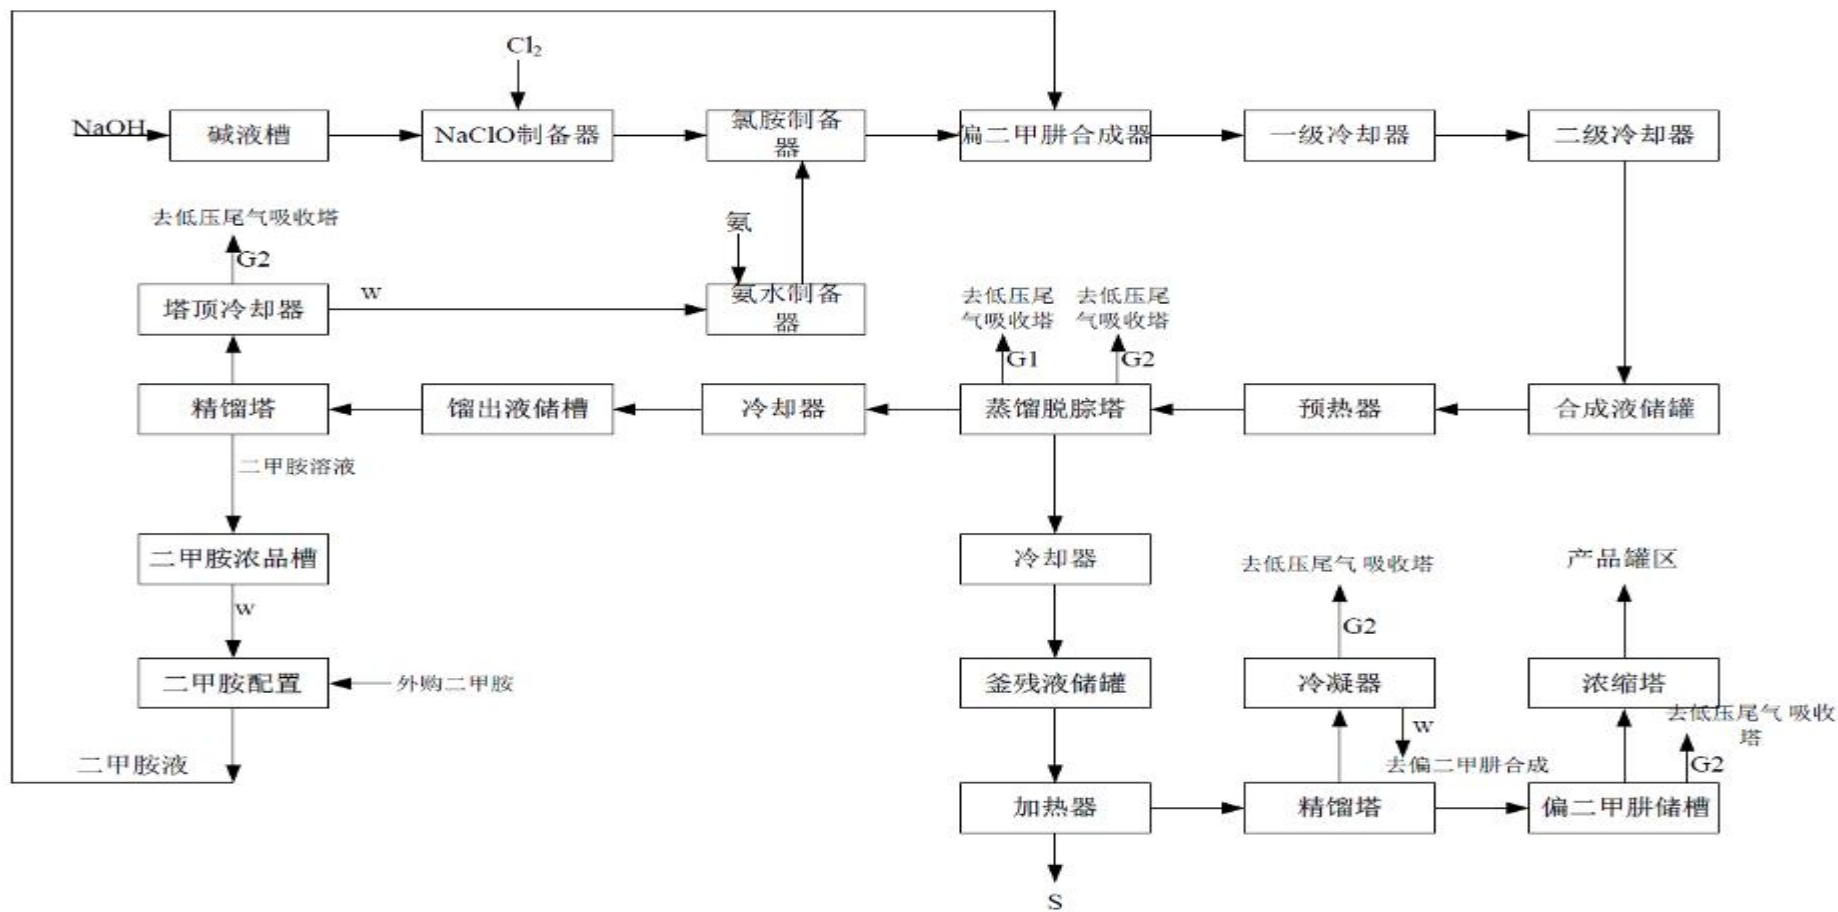 Cl₂
NaOH
碱液槽
NaClO制备器
氯胺制备
器
偏二甲肼合成器
一级冷却器
二级冷却器
去低压尾气吸收塔
G2
氨
塔顶冷却器
w
氨水制备
器
去低压尾
气吸收塔
去低压尾
气吸收塔
G1
G2
精馏塔
馏出液储槽
冷却器
蒸馏脱腙塔
预热器
合成液储罐
二甲胺溶液
二甲胺浓品槽
冷却器
去低压尾气 吸收塔
产品罐区
w
G2
二甲胺配置
外购二甲胺
釜残液储罐
冷凝器
浓缩塔
去低压尾气 吸收
塔
w
二甲胺液
去偏二甲肼合成
G2
加热器
精馏塔
偏二甲肼储槽
S